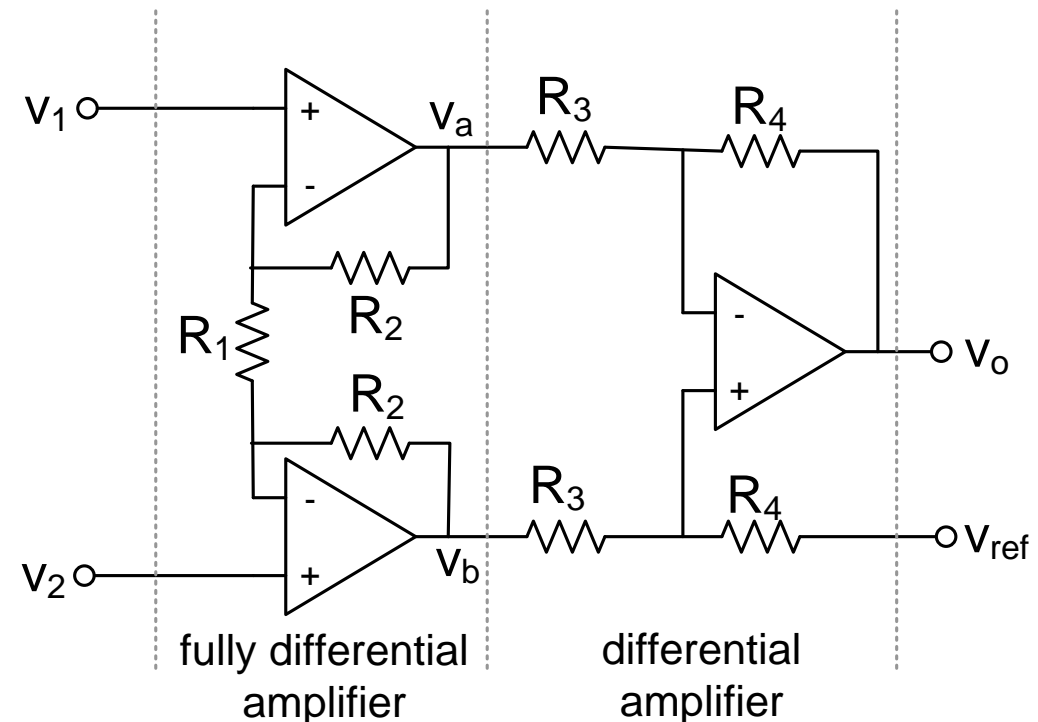 v1
+
-
va
R3
R4
R2
R1
R2
-
+
vo
-
+
vb
R3
R4
vref
v2
fully differential
amplifier
differential
amplifier